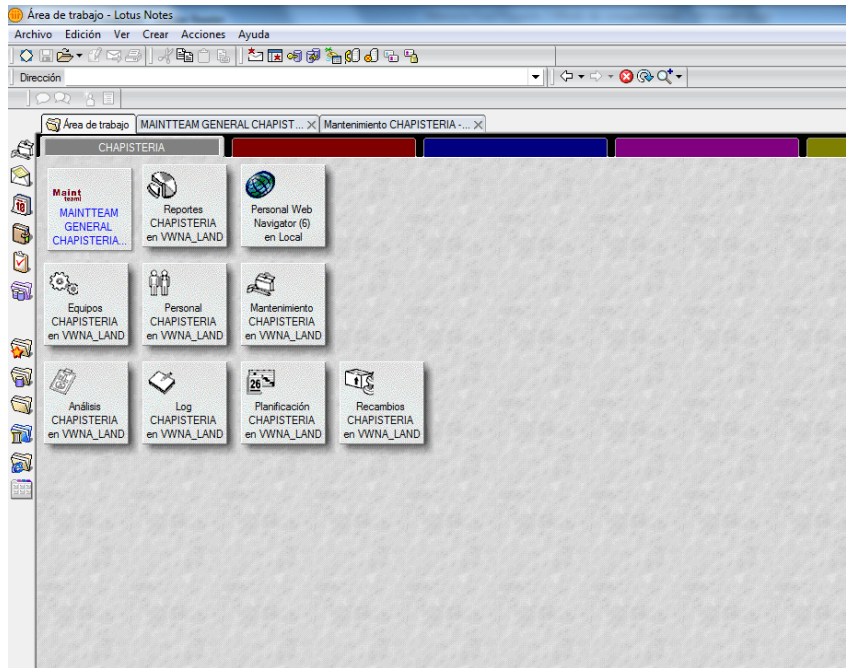 Área de trabajo - Lotus Notes
Archivo Edición Ver Crear Acciones Ayuda
Dirección
Área de trabajo
MAINTTEAM GENERAL CHAPIST...
Mantenimiento CHAPISTERIA -...
CHAPISTERIA
Maint
team
MAINTTEAM
GENERAL
CHAPISTERIA...
Reportes
CHAPISTERIA
en VWNA_LAND
Personal Web
Navigator (6)
en Local
Equipos
CHAPISTERIA
en VWNA_LAND
Personal
CHAPISTERIA
en VWNA_LAND
Mantenimiento
CHAPISTERIA
en VWNA_LAND
Análisis
CHAPISTERIA
en VWNA_LAND
Log
CHAPISTERIA
en VWNA_LAND
26
Planificación
CHAPISTERIA
en VWNA_LAND
Recambios
CHAPISTERIA
en VWNA_LAND